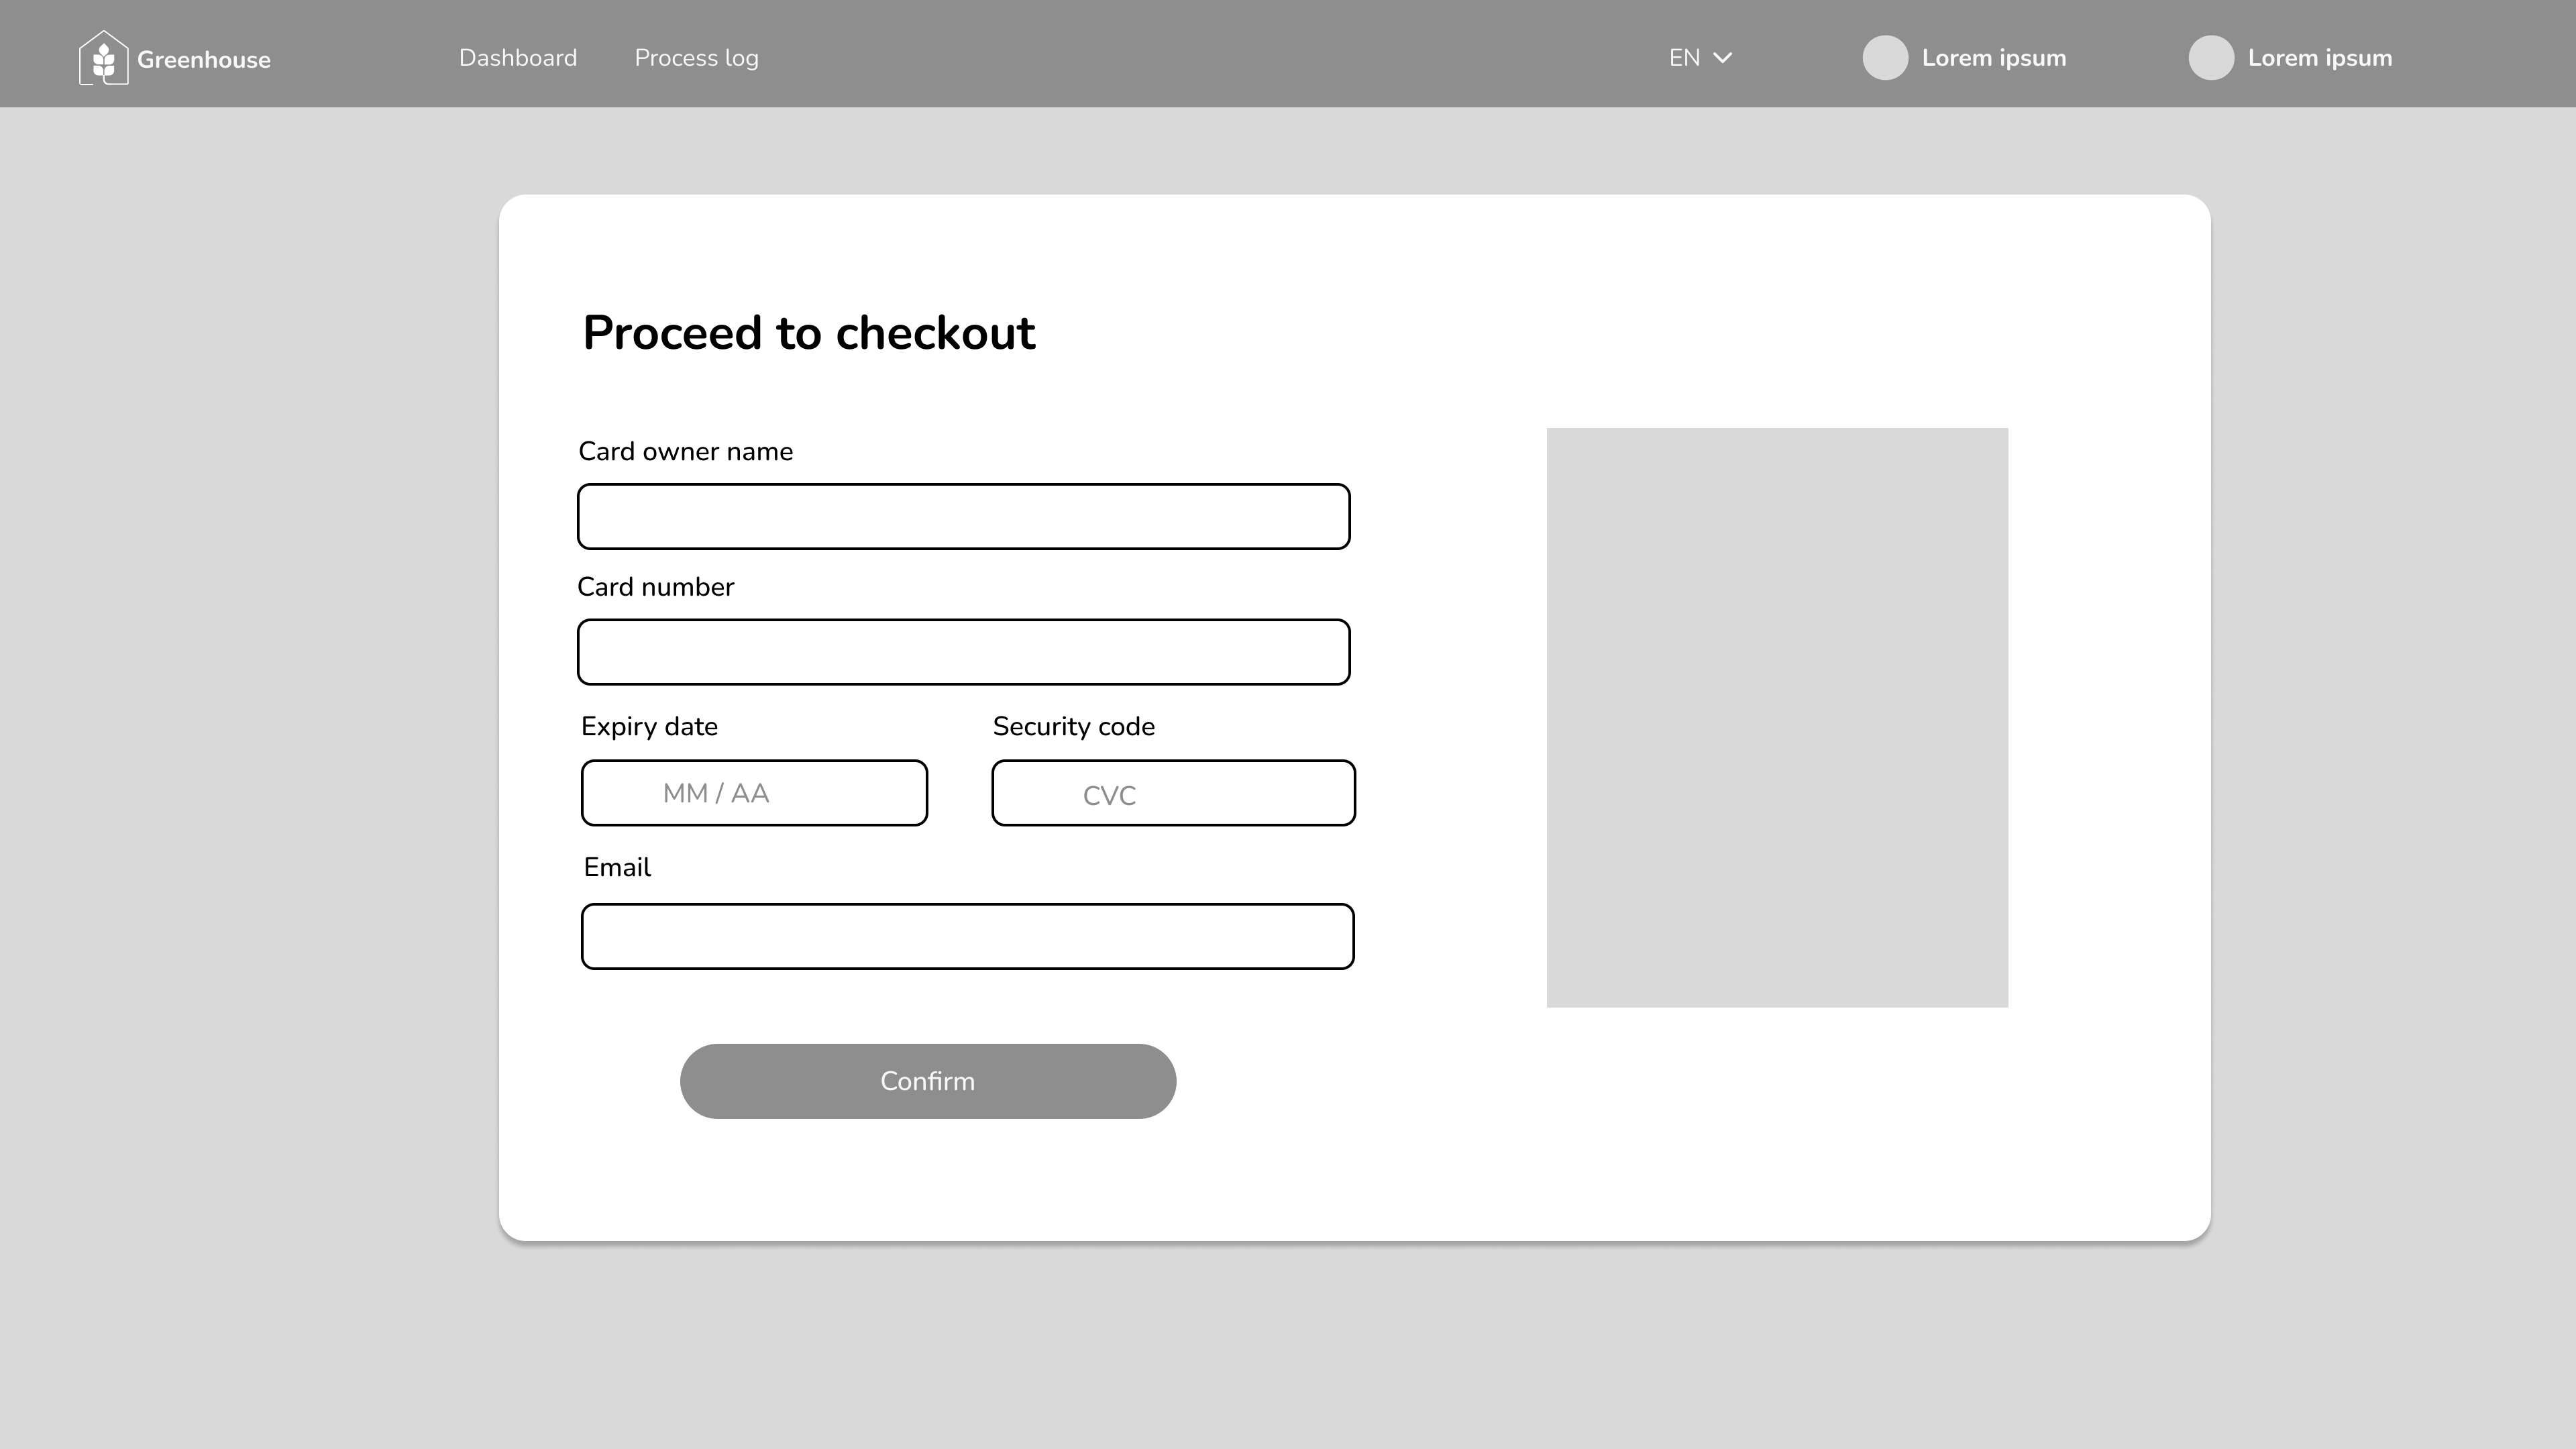 Greenhouse
Dashboard
Process log
EN
Lorem ipsum
Lorem ipsum
Proceed to checkout
Card owner name
Card number
Expiry date
Security code
MM / AA
CVC
Email
Confirm